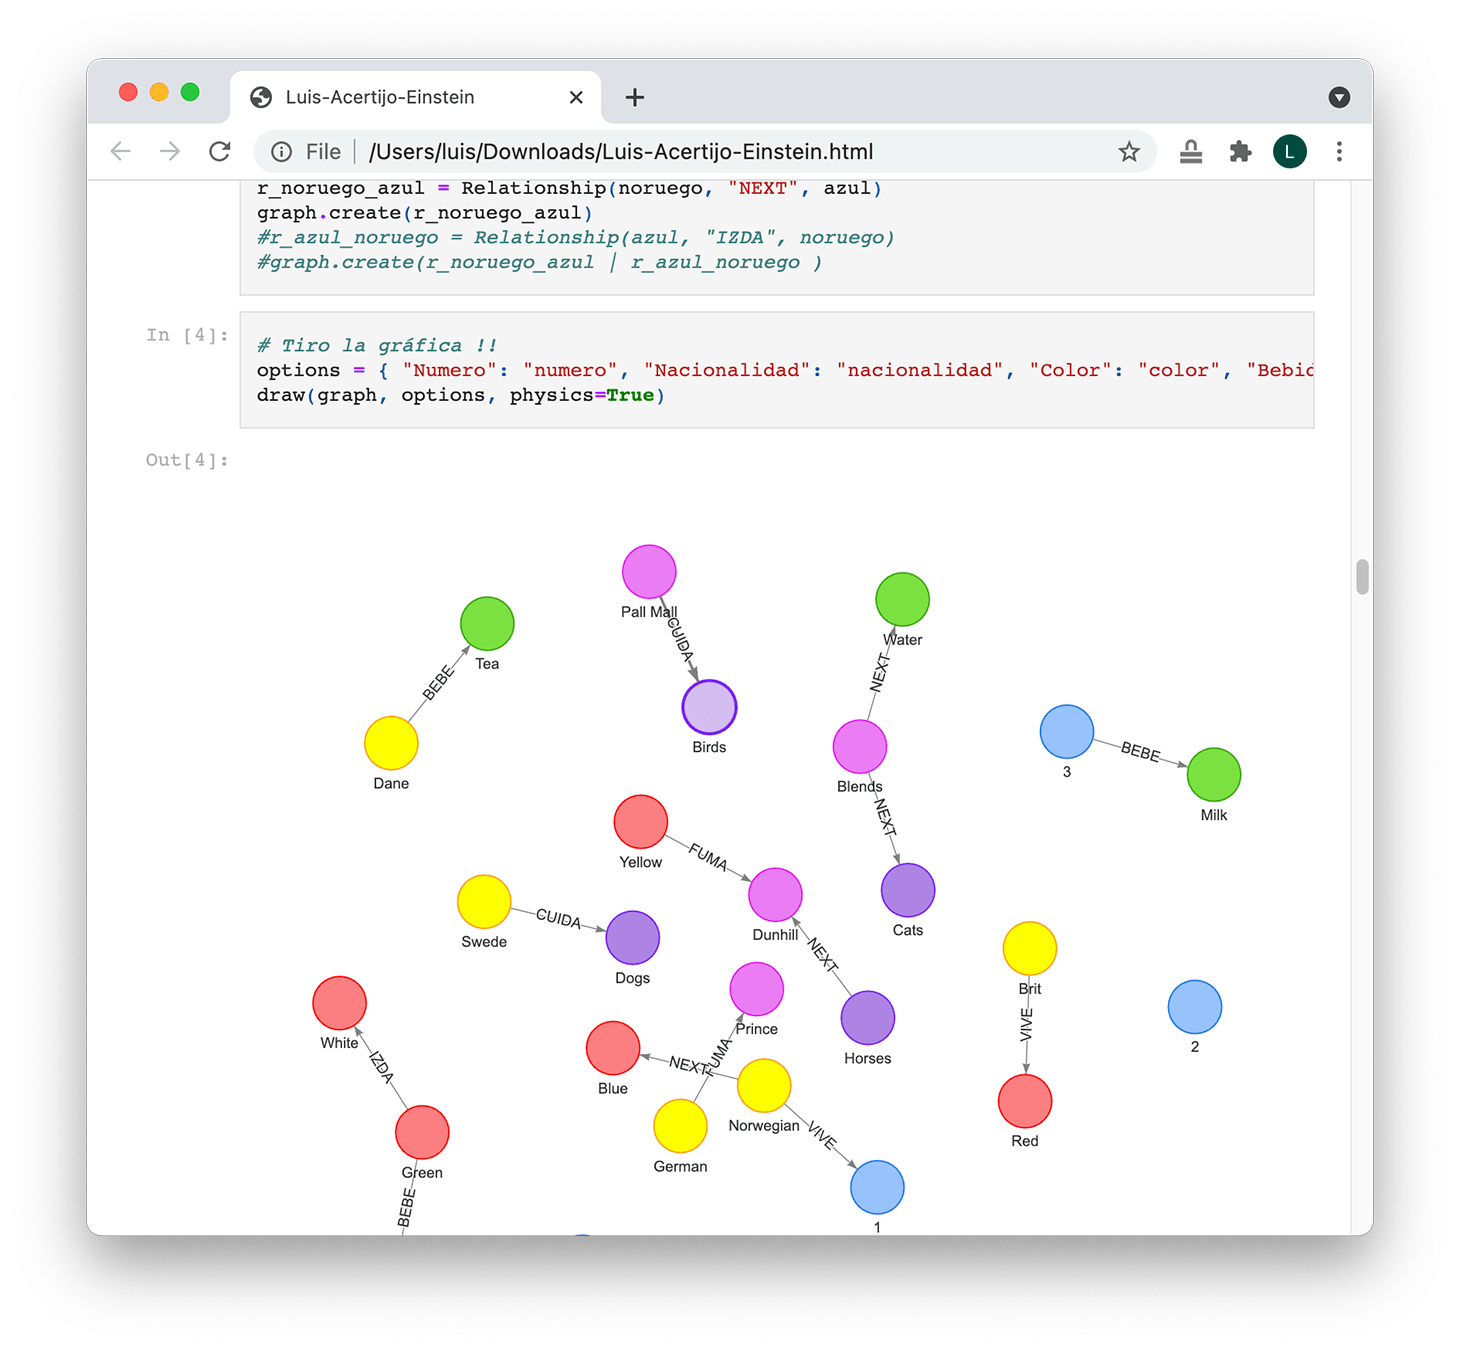 Luis-Acertijo-Einstein
File
/Users/luis/Downloads/Luis-Acertijo-Einstein.html
L
r_noruego_azul = Relationship(noruego, "NEXT", azul)
graph.create(r_noruego_azul)
#r_azul_noruego = Relationship(azul, "IZDA", noruego)
#graph.create(r_noruego_azul | r_azul_noruego )
In [4]:
# Tiro la gráfica !!
options = { "Numero": "numero", "Nacionalidad": "nacionalidad", "Color": "color", "Bebid
draw(graph, options, physics=True)
Out[4]:
Pall Mall
CUIDA
Birds
Tea
BEBE
Dane
Water
NEXT
Blends
NEXT
Cats
3
BEBE
Milk
Yellow
FUMA
Dunhill
NEXT
Horses
Swede
CUIDA
Dogs
Brit
VIVE
Red
2
White
IZDA
Green
BEBE
Prince
FUMA
German
Blue
NEXT
Norwegian
VIVE
1